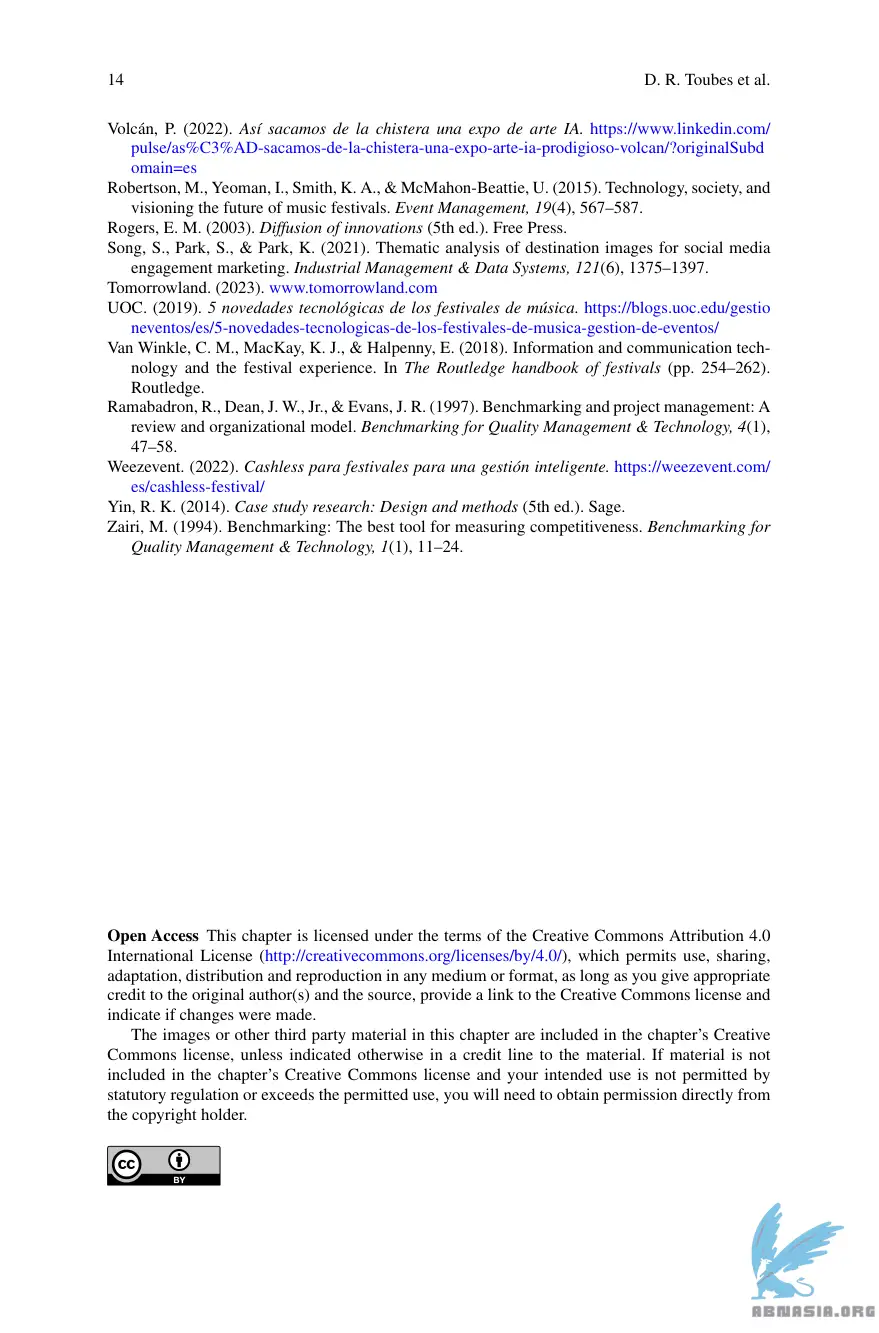 14 D. R. Toubes et al.
Volcán, P. (2022). Así sacamos de la chistera una expo de arte IA. https://www.linkedin.com/
pulse/as%C3%AD-sacamos-de-la-chistera-una-expo-arte-ia-prodigioso-volcan/?originalSubd
omain=es
Robertson, M., Yeoman, I., Smith, K. A., & McMahon-Beattie, U. (2015). Technology, society, and
visioning the future of music festivals. Event Management, 19(4), 567–587.
Rogers, E. M. (2003). Diffusion of innovations (5th ed.). Free Press.
Song, S., Park, S., & Park, K. (2021). Thematic analysis of destination images for social media
engagement marketing. Industrial Management & Data Systems, 121(6), 1375–1397.
Tomorrowland. (2023). www.tomorrowland.com
UOC. (2019). 5 novedades tecnológicas de los festivales de música. https://blogs.uoc.edu/gestio
neventos/es/5-novedades-tecnologicas-de-los-festivales-de-musica-gestion-de-eventos/
Van Winkle, C. M., MacKay, K. J., & Halpenny, E. (2018). Information and communication tech-
nology and the festival experience. In The Routledge handbook of festivals (pp. 254–262).
Routledge.
Ramabadron, R., Dean, J. W., Jr., & Evans, J. R. (1997). Benchmarking and project management: A
review and organizational model. Benchmarking for Quality Management & Technology, 4(1),
47–58.
Weezevent. (2022). Cashless para festivales para una gestión inteligente. https://weezevent.com/
es/cashless-festival/
Yin, R. K. (2014). Case study research: Design and methods (5th ed.). Sage.
Zairi, M. (1994). Benchmarking: The best tool for measuring competitiveness. Benchmarking for
Quality Management & Technology, 1(1), 11–24.
Open Access This chapter is licensed under the terms of the Creative Commons Attribution 4.0
International License (http://creativecommons.org/licenses/by/4.0/), which permits use, sharing,
adaptation, distribution and reproduction in any medium or format, as long as you give appropriate
credit to the original author(s) and the source, provide a link to the Creative Commons license and
indicate if changes were made.
The images or other third party material in this chapter are included in the chapter's Creative
Commons license, unless indicated otherwise in a credit line to the material. If material is not
included in the chapter's Creative Commons license and your intended use is not permitted by
statutory regulation or exceeds the permitted use, you will need to obtain permission directly from
the copyright holder.
cc
BY
ABNASIA.ORG